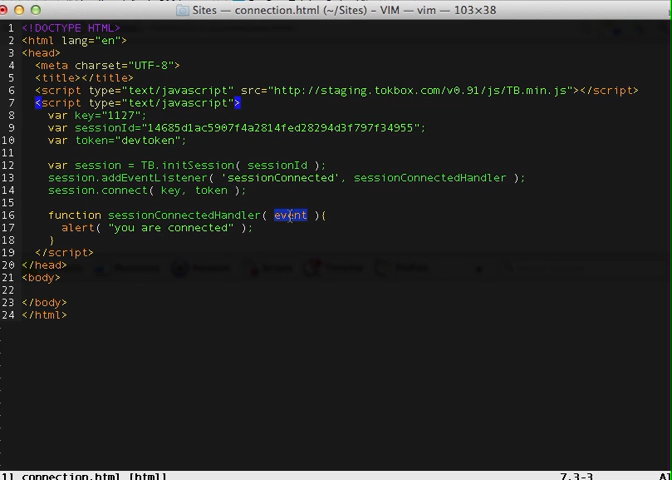 Sites — connection.html (~/Sites) – VIM — vim — 103×38
1 <!DOCTYPE HTML>
2 <html lang="en">
3 <head>
4 <meta charset="UTF-8">
5 <title></title>
6 <script type="text/javascript" src="http://staging.tokbox.com/v0.91/js/TB.min.js"></script>
7 <script type="text/javascript">
8 var key="1127";
9 var sessionId="14685d1ac5907f4a2814fed28294d3f797f34955";
10 var token="devtoken";
11
12 var session = TB.initSession( sessionId );
13 session.addEventListener( 'sessionConnected', sessionConnectedHandler );
14 session.connect( key, token );
15
16 function sessionConnectedHandler( event ){
17 alert( "you are connected" );
18 }
19 </script>
20 </head>
21 <body>
22
23 </body>
24 </html>
1] connection.html [html] 7,3-3